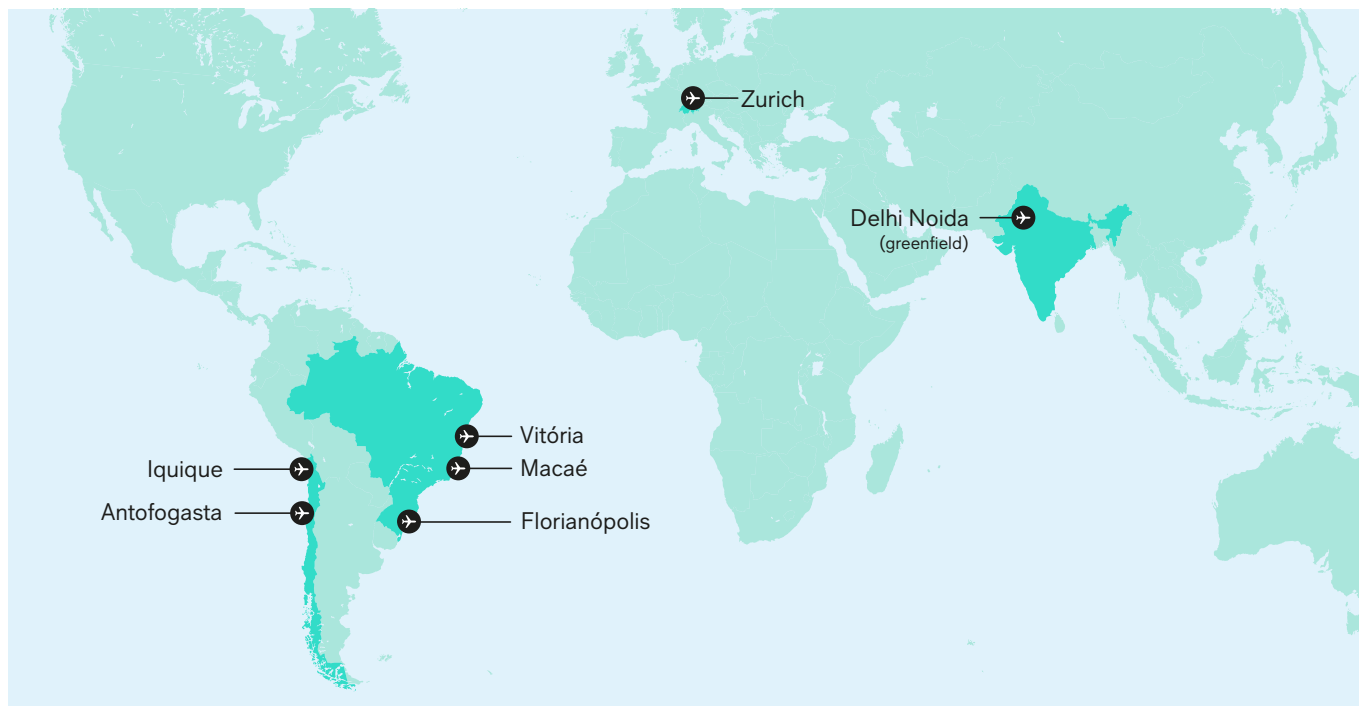 Zurich
Delhi Noida
(greenfield)
Vitória
Iquique
Macaé
Antofogasta
Florianópolis